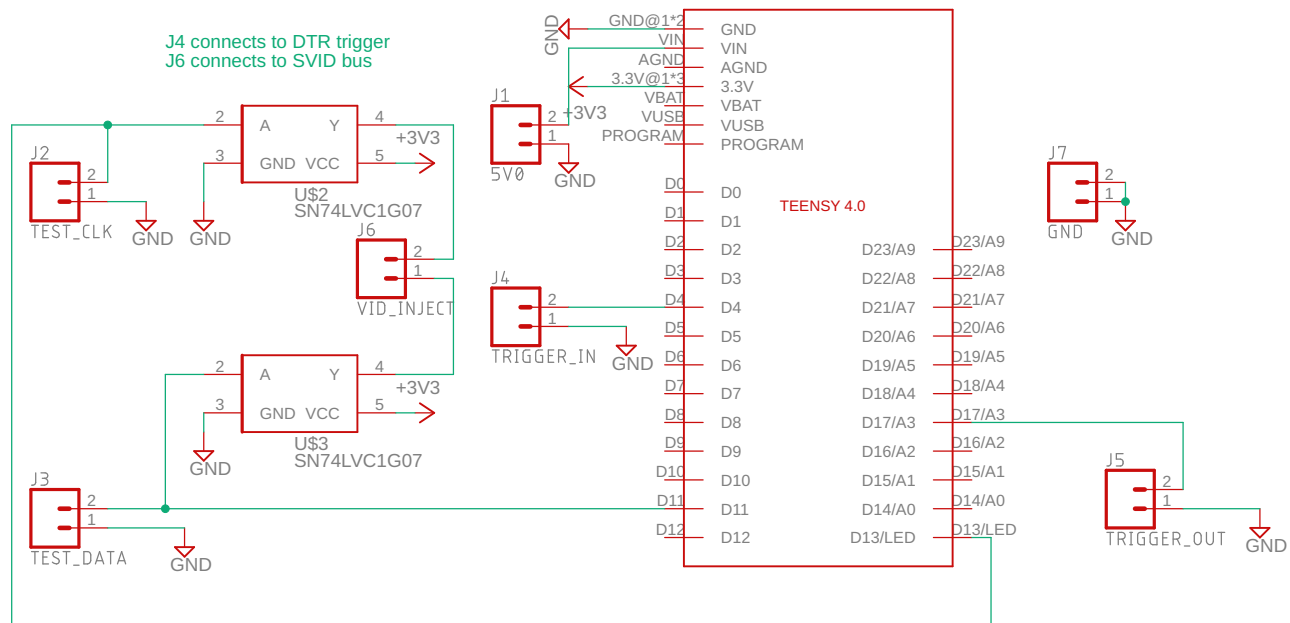 J4 connects to DTR trigger
J6 connects to SVID bus
J2
2
1
TEST_CLK
GND
2 A Y 4
3 GND VCC 5
+3V3
GND
U$2
SN74LVC1G07
J6
2
1
VID_INJECT
2 A Y 4
3 GND VCC 5
+3V3
GND
U$3
SN74LVC1G07
J3
2
1
TEST_DATA
GND
J1
2
1
5V0
GND
+3V3
GND
J4
2
1
TRIGGER_IN
GND
TEENSY 4.0
GND@1*2 GND
VIN VIN
AGND AGND
3.3V@1*3 3.3V
VBAT VBAT
VUSB VUSB
PROGRAM PROGRAM
D0 D0
D1 D1
D2 D2
D3 D3
D4 D4
D5 D5
D6 D6
D7 D7
D8 D8
D9 D9
D10 D10
D11 D11
D12 D12
D23/A9 D23/A9
D22/A8 D22/A8
D21/A7 D21/A7
D20/A6 D20/A6
D19/A5 D19/A5
D18/A4 D18/A4
D17/A3 D17/A3
D16/A2 D16/A2
D15/A1 D15/A1
D14/A0 D14/A0
D13/LED D13/LED
J7
2
1
GND
GND
J5
2
1
TRIGGER_OUT
GND